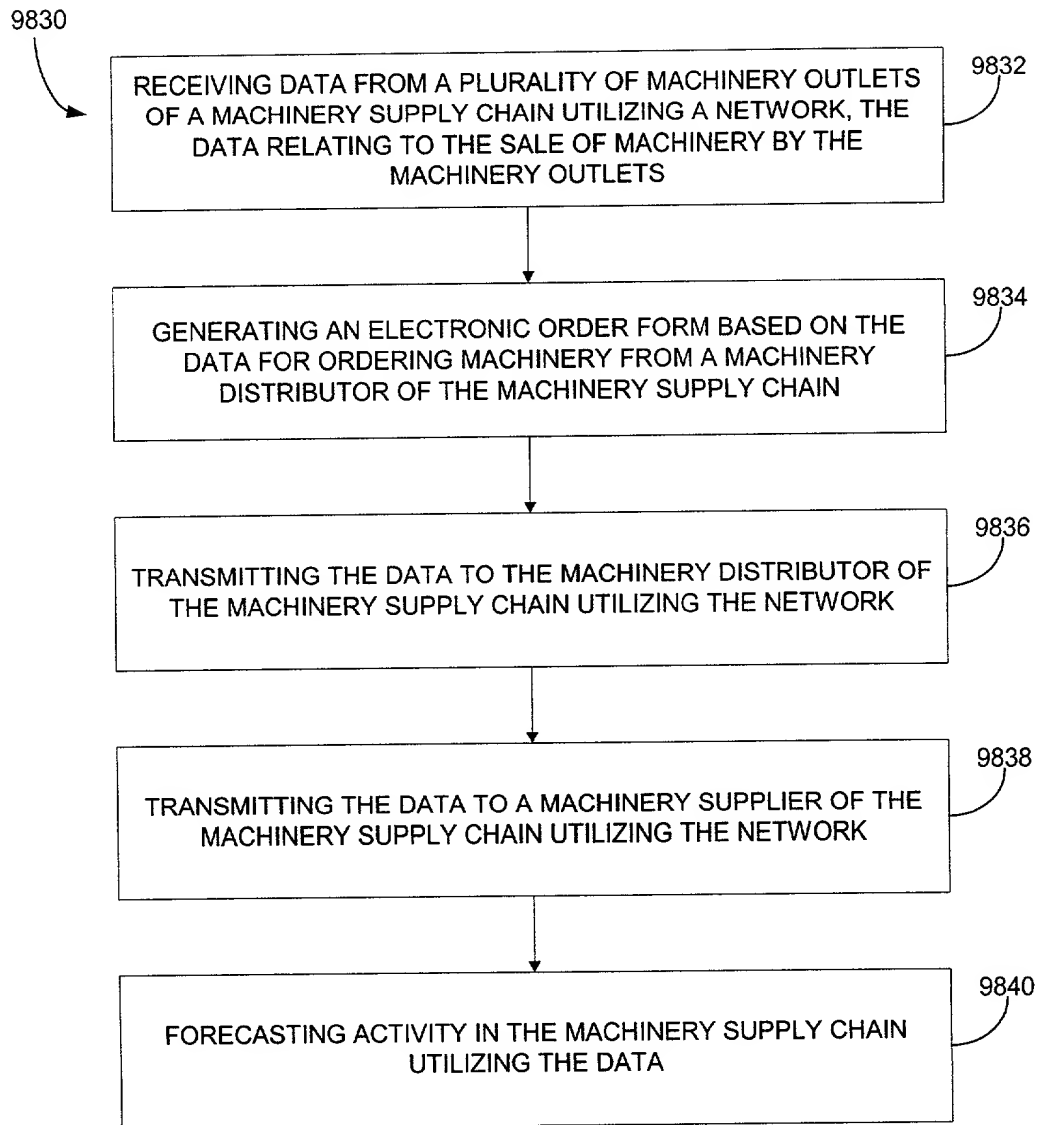 9830
9832
RECEIVING DATA FROM A PLURALITY OF MACHINERY OUTLETS
OF A MACHINERY SUPPLY CHAIN UTILIZING A NETWORK, THE
DATA RELATING TO THE SALE OF MACHINERY BY THE
MACHINERY OUTLETS
9834
GENERATING AN ELECTRONIC ORDER FORM BASED ON THE
DATA FOR ORDERING MACHINERY FROM A MACHINERY
DISTRIBUTOR OF THE MACHINERY SUPPLY CHAIN
9836
TRANSMITTING THE DATA TO THE MACHINERY DISTRIBUTOR OF
THE MACHINERY SUPPLY CHAIN UTILIZING THE NETWORK
9838
TRANSMITTING THE DATA TO A MACHINERY SUPPLIER OF THE
MACHINERY SUPPLY CHAIN UTILIZING THE NETWORK
9840
FORECASTING ACTIVITY IN THE MACHINERY SUPPLY CHAIN
UTILIZING THE DATA